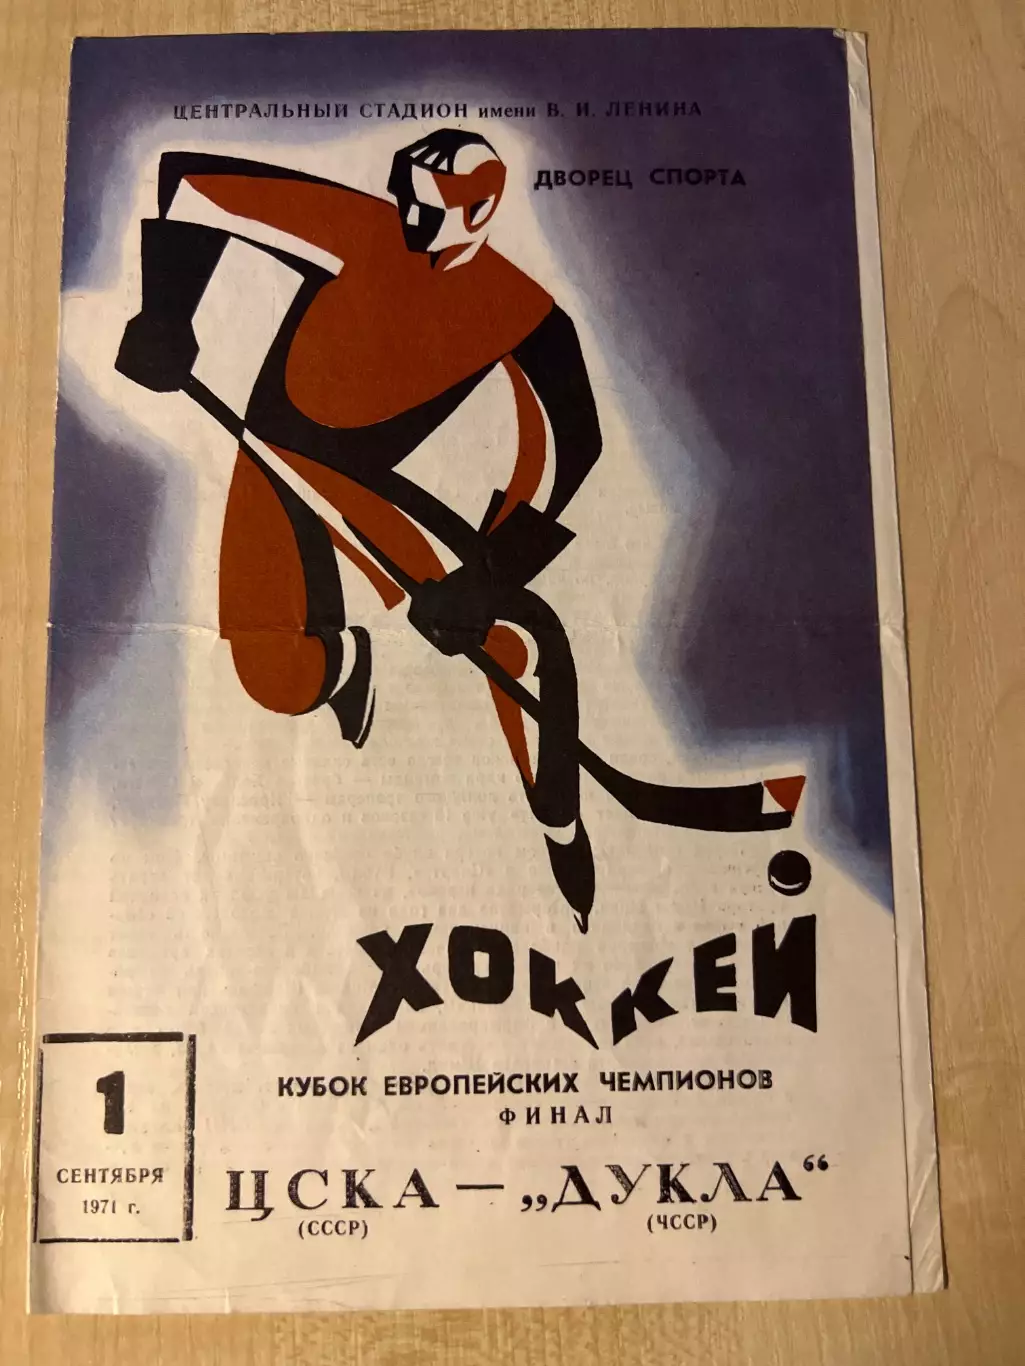 ЦЕНТРАЛЬНЫЙ СТАДИОН имени В. И. ЛЕНИНА
ДВОРЕЦ СПОРТА
ХОККЕЙ
КУБОК ЕВРОПЕЙСКИХ ЧЕМПИОНОВ
ФИНАЛ
1
СЕНТЯБРЯ
1971 г.
ЦСКА — „ДУКЛА“
(СССР) (ЧССР)